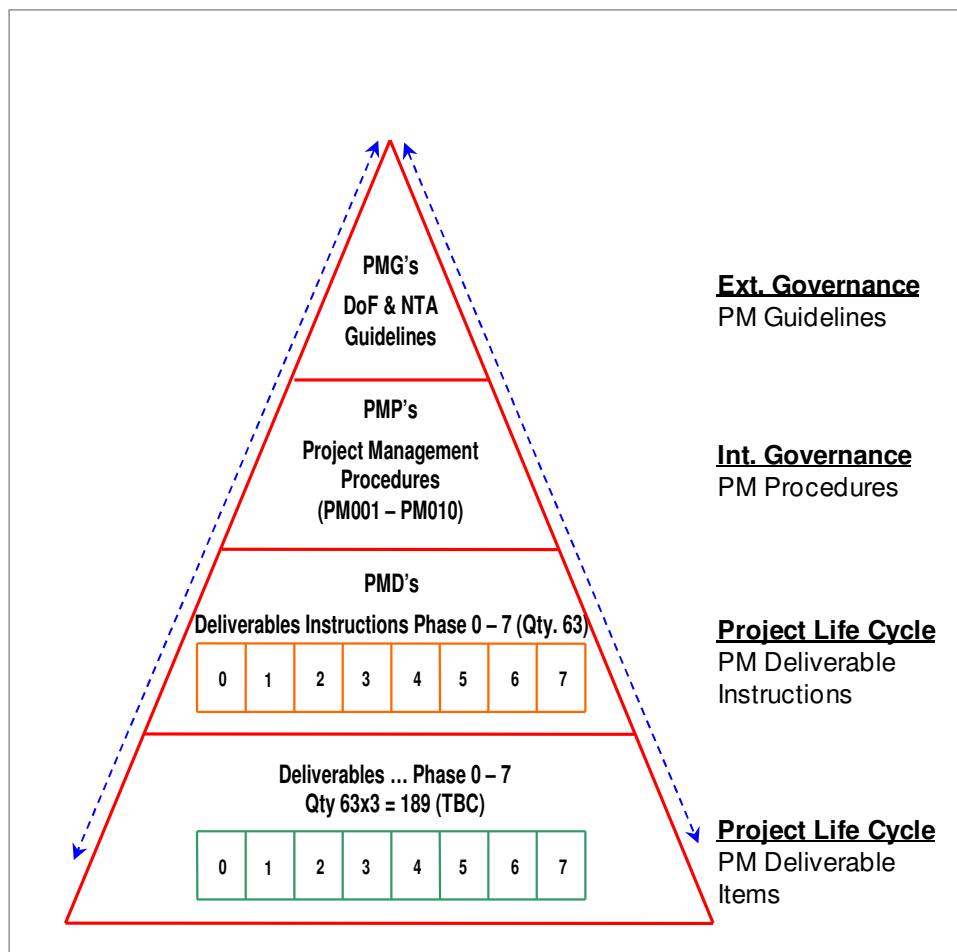 PMG's
DoF & NTA
Guidelines
Ext. Governance
PM Guidelines
PMP's
Project Management
Procedures
(PM001 – PM010)
Int. Governance
PM Procedures
PMD's
Deliverables Instructions Phase 0 – 7 (Qty. 63)
0 1 2 3 4 5 6 7
Project Life Cycle
PM Deliverable
Instructions
Deliverables ... Phase 0 – 7
Qty 63x3 = 189 (TBC)
0 1 2 3 4 5 6 7
Project Life Cycle
PM Deliverable
Items